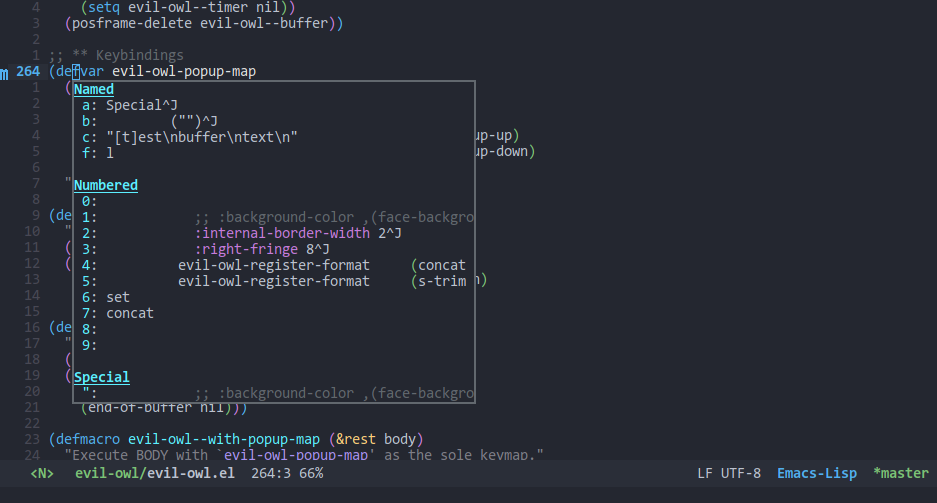 4 (setq evil-owl--timer nil))
3 (posframe-delete evil-owl--buffer))
2
1 ;; ** Keybindings
m 264 (defvar evil-owl-popup-map
1 ( Named
2 a: Special^J
3 b: ("")^J
4 c: "[t]est\nbuffer\ntext\n" up-up)
5 f: l up-down)
6
7 " Numbered
8 0:
9 (de 1: ;; :background-color ,(face-backgro
10 " 2: :internal-border-width 2^J
11 ( 3: :right-fringe 8^J
12 ( 4: evil-owl-register-format (concat
13 5: evil-owl-register-format (s-trim n)
14 6: set
15 7: concat
16 (de 8:
17 " 9:
18 (
19 ( Special
20 ": ;; :background-color ,(face-backgro
21 (end-of-buffer nil)))
22
23 (defmacro evil-owl--with-popup-map (&rest body)
24 "Execute BODY with `evil-owl-popup-map' as the sole keymap."
<N> evil-owl/evil-owl.el 264:3 66% LF UTF-8 Emacs-Lisp *master